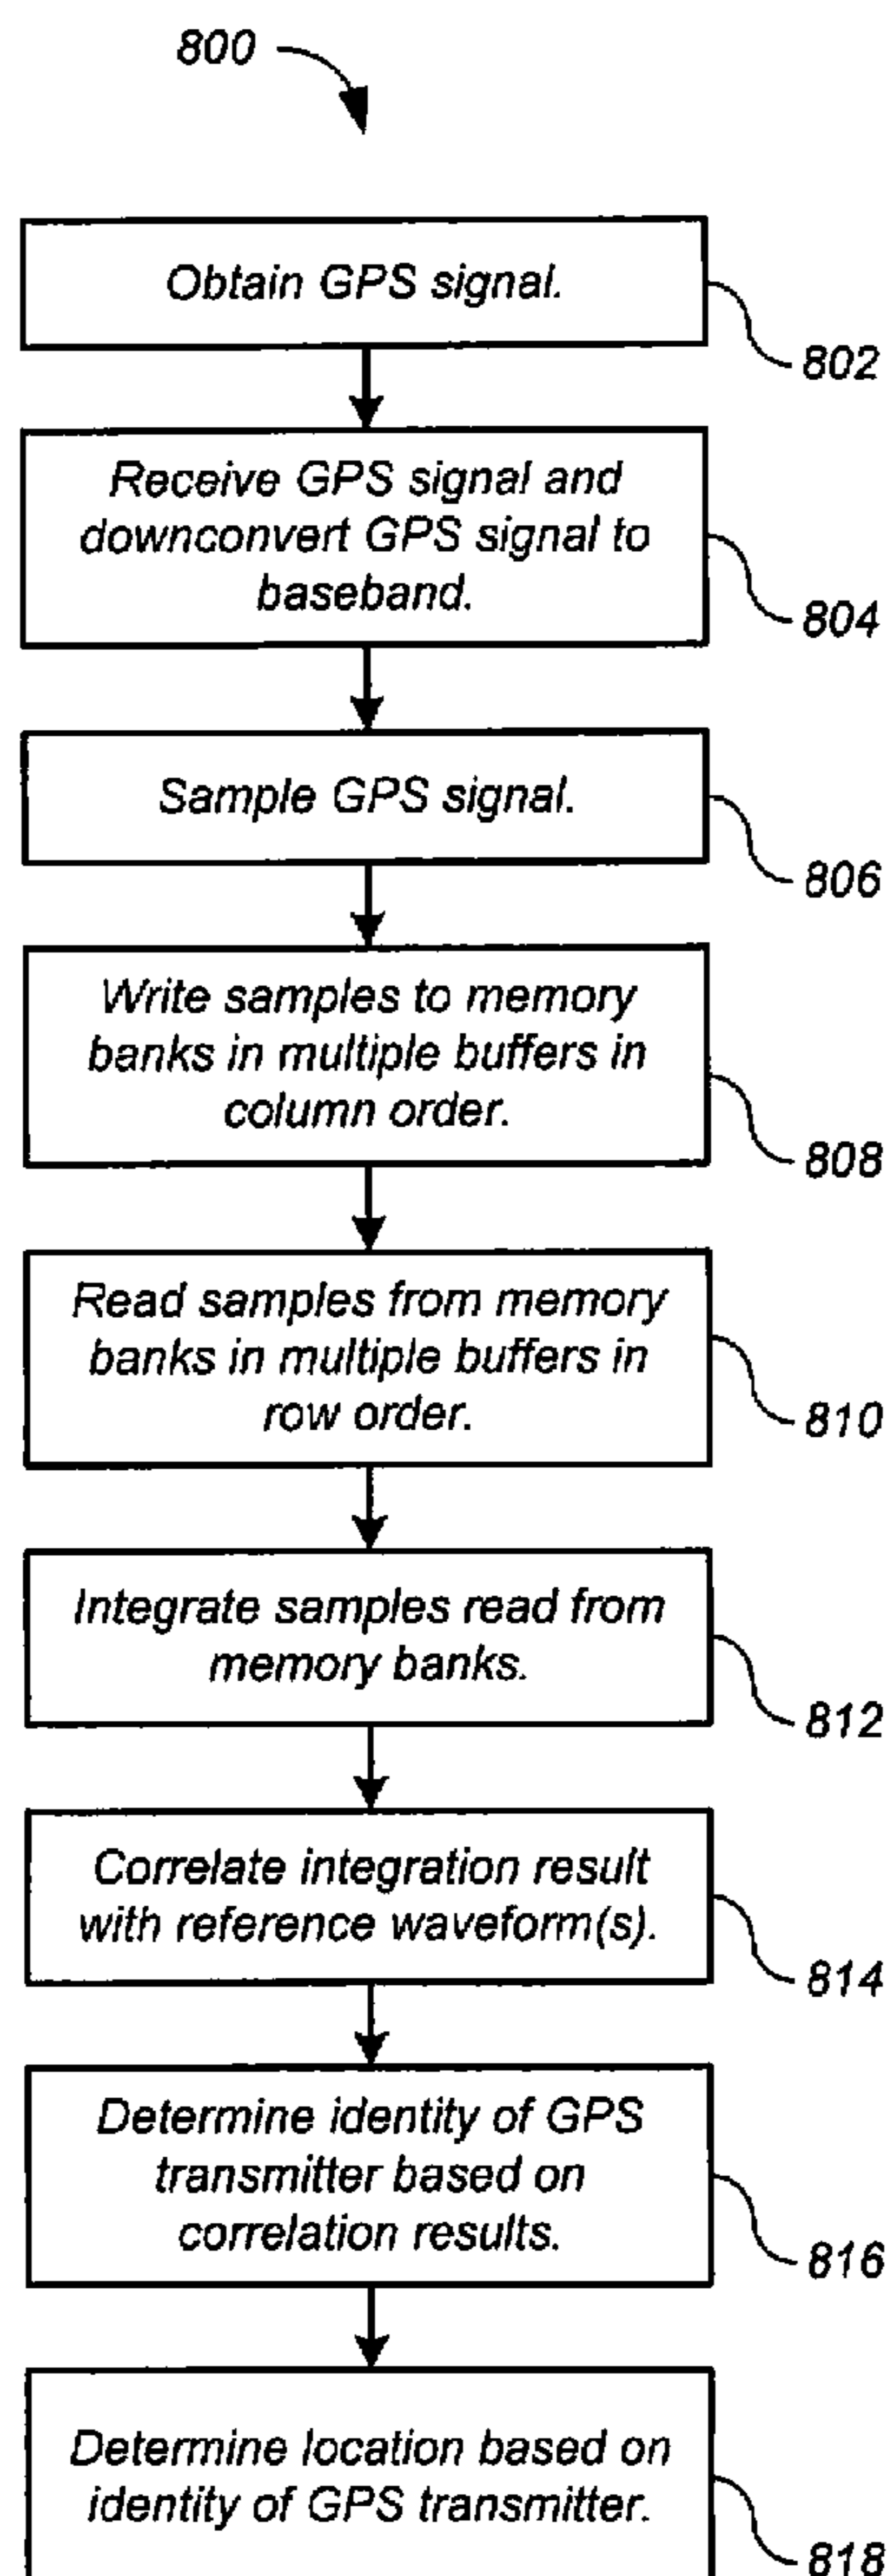 800
Obtain GPS signal.
802
Receive GPS signal and
downconvert GPS signal to
baseband.
804
Sample GPS signal.
806
Write samples to memory
banks in multiple buffers in
column order.
808
Read samples from memory
banks in multiple buffers in
row order.
810
Integrate samples read from
memory banks.
812
Correlate integration result
with reference waveform(s).
814
Determine identity of GPS
transmitter based on
correlation results.
816
Determine location based on
identity of GPS transmitter.
818